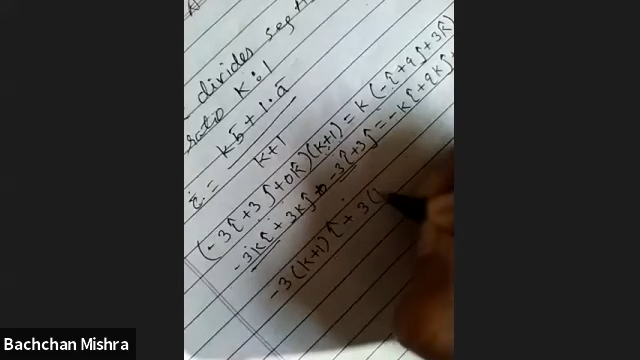 divides seg
ratio K:1
r̄ = k b̄ + 1·ā / k+1
(-3î+3ĵ+0k̂)(k+1) = k(-î+9ĵ+3k̂)
-3kî + 3kĵ -3î+3ĵ = -kî+9kĵ+
-3(k+1)î + 3(
Bachchan Mishra